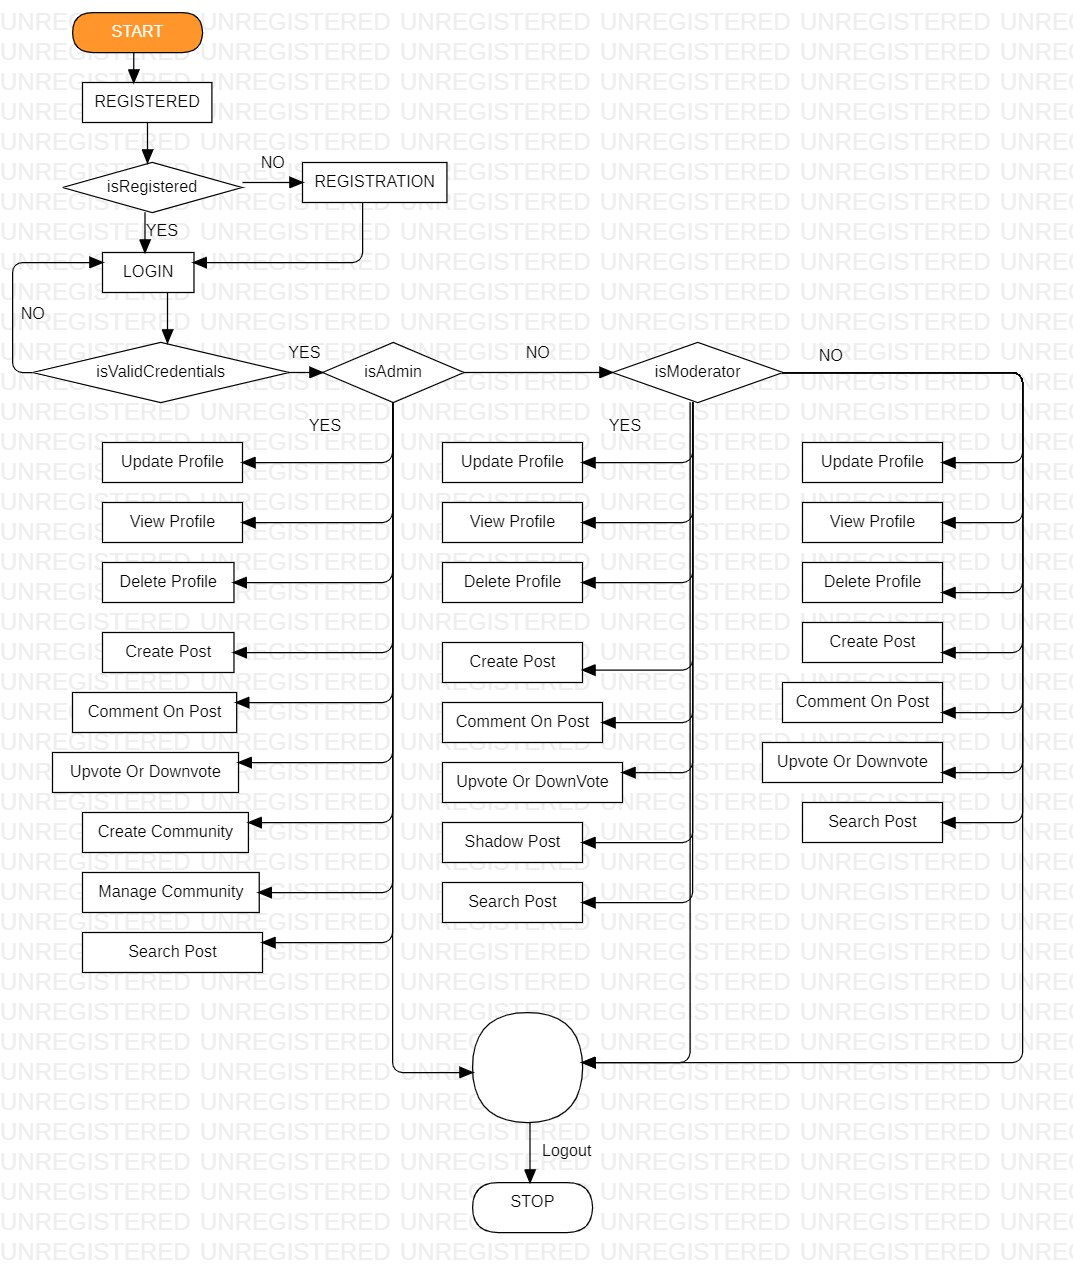 START
REGISTERED
isRegistered
NO
REGISTRATION
YES
LOGIN
NO
isValidCredentials
YES
isAdmin
NO
isModerator
NO
YES
YES
Update Profile
View Profile
Delete Profile
Create Post
Comment On Post
Upvote Or Downvote
Create Community
Manage Community
Search Post
Update Profile
View Profile
Delete Profile
Create Post
Comment On Post
Upvote Or DownVote
Shadow Post
Search Post
Update Profile
View Profile
Delete Profile
Create Post
Comment On Post
Upvote Or Downvote
Search Post
Logout
STOP
UNREGISTERED